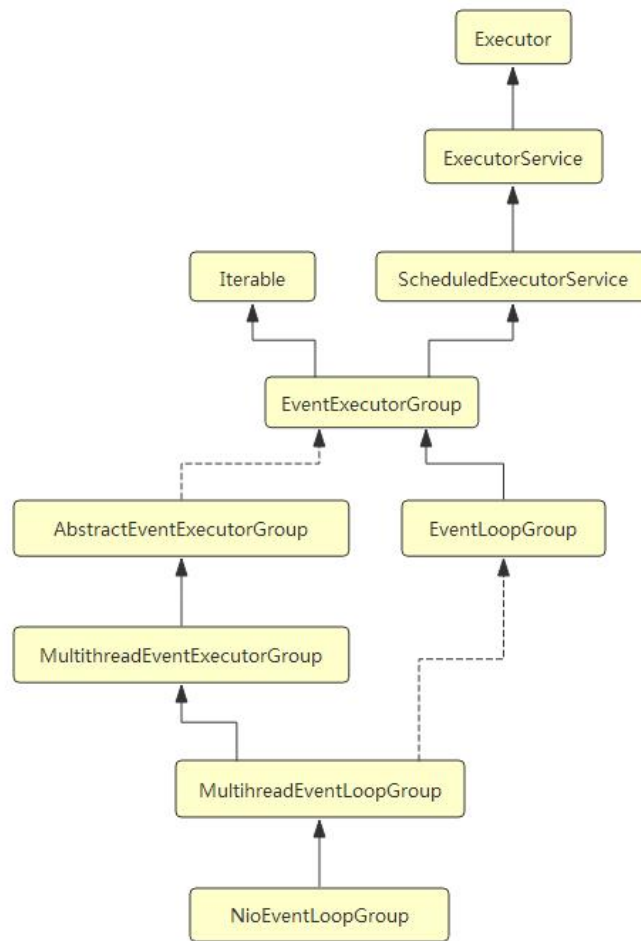 Executor
ExecutorService
Iterable
ScheduledExecutorService
EventExecutorGroup
AbstractEventExecutorGroup
EventLoopGroup
MultithreadEventExecutorGroup
MultihreadEventLoopGroup
NioEventLoopGroup